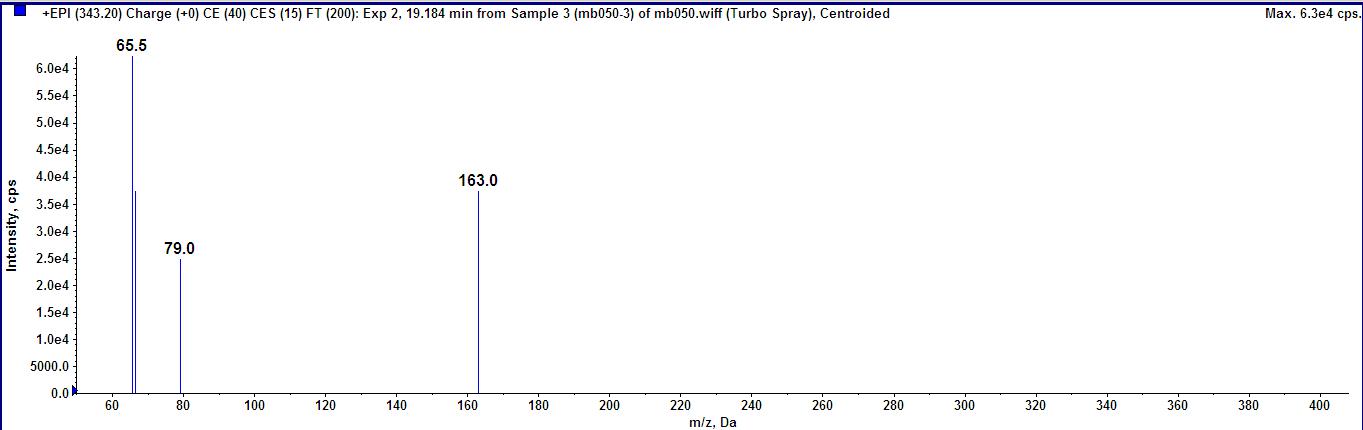 +EPI (343.20) Charge (+0) CE (40) CES (15) FT (200): Exp 2, 19.184 min from Sample 3 (mb050-3) of mb050.wiff (Turbo Spray), Centroided
Max. 6.3e4 cps.
65.5
79.0
163.0
Intensity, cps
6.0e4
5.5e4
5.0e4
4.5e4
4.0e4
3.5e4
3.0e4
2.5e4
2.0e4
1.5e4
1.0e4
5000.0
0.0
60 80 100 120 140 160 180 200 220 240 260 280 300 320 340 360 380 400
m/z, Da